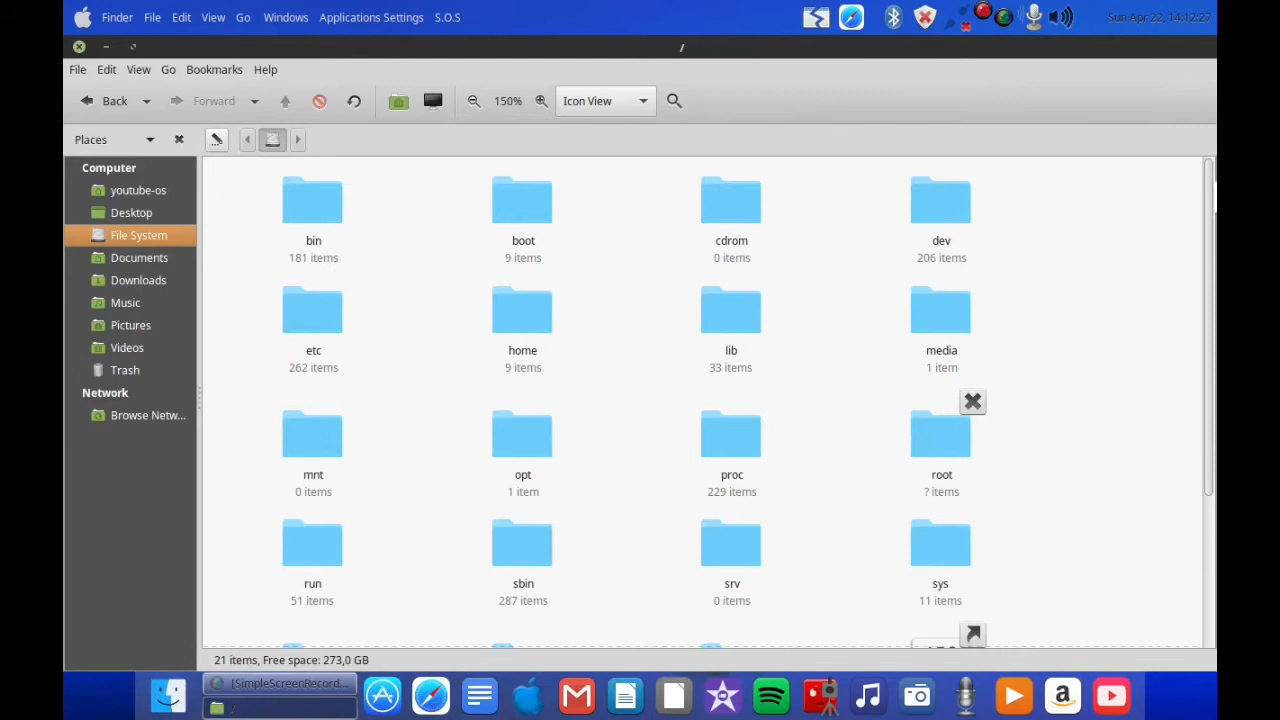 Finder File Edit View Go Windows Applications Settings S.O.S Sun Apr 22, 14:12:27
/
File Edit View Go Bookmarks Help
Back Forward 150% Icon View
Places
Computer
youtube-os
Desktop
File System
Documents
Downloads
Music
Pictures
Videos
Trash
Network
Browse Netw...
bin boot cdrom dev
181 items 9 items 0 items 206 items
etc home lib media
262 items 9 items 33 items 1 item
mnt opt proc root
0 items 1 item 229 items ? items
run sbin srv sys
51 items 287 items 0 items 11 items
21 items, Free space: 273,0 GB
[SimpleScreenRecord...